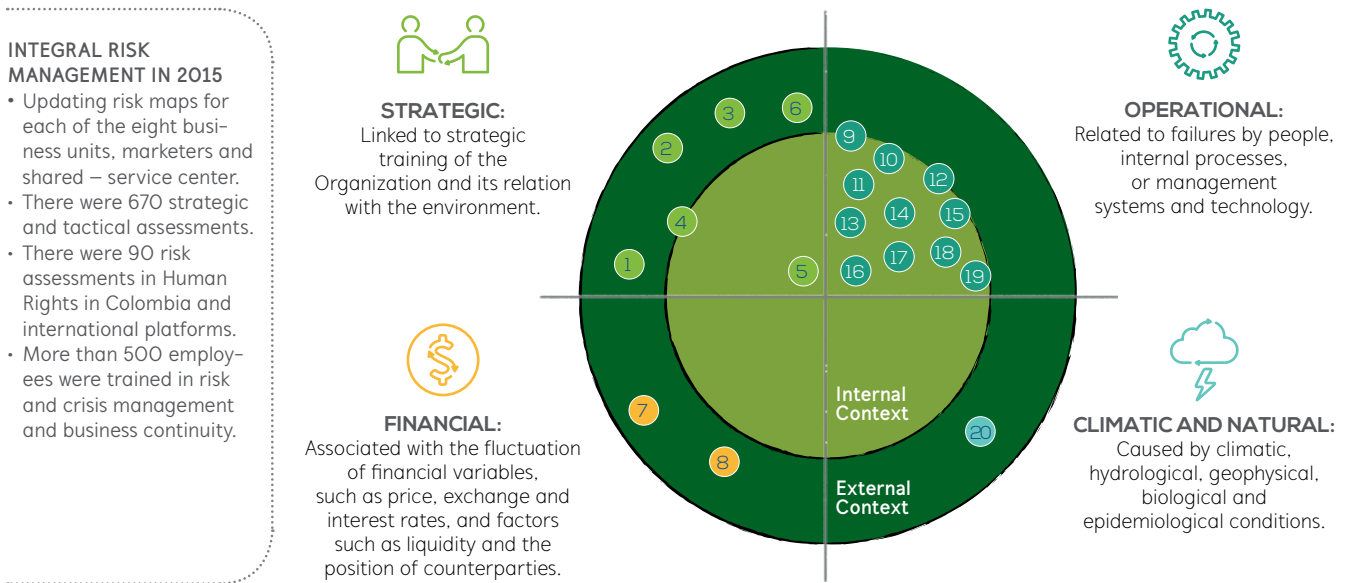 INTEGRAL RISK
MANAGEMENT IN 2015
• Updating risk maps for
each of the eight busi-
ness units, marketers and
shared – service center.
• There were 670 strategic
and tactical assessments.
• There were 90 risk
assessments in Human
Rights in Colombia and
international platforms.
• More than 500 employ-
ees were trained in risk
and crisis management
and business continuity.
STRATEGIC:
Linked to strategic
training of the
Organization and its relation
with the environment.
FINANCIAL:
Associated with the fluctuation
of financial variables,
such as price, exchange and
interest rates, and factors
such as liquidity and the
position of counterparties.
1
2
3
4
5
6
7
8
9
10
11
12
13
14
15
16
17
18
19
20
Internal
Context
External
Context
OPERATIONAL:
Related to failures by people,
internal processes,
or management
systems and technology.
CLIMATIC AND NATURAL:
Caused by climatic,
hydrological, geophysical,
biological and
epidemiological conditions.